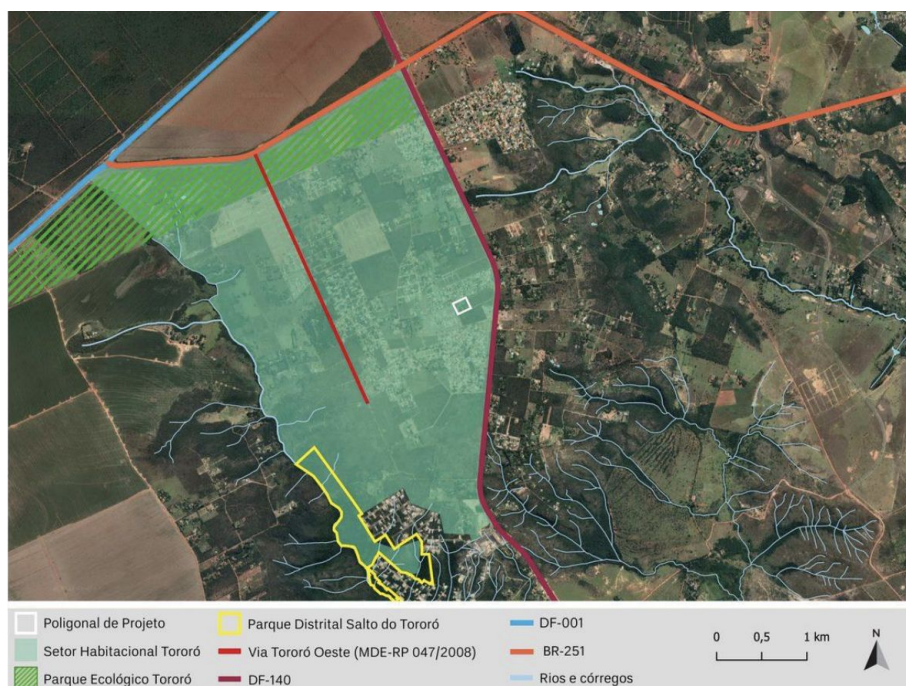 Poligonal de Projeto
Setor Habitacional Tororó
Parque Ecológico Tororó
Parque Distrital Salto do Tororó
Via Tororó Oeste (MDE-RP 047/2008)
DF-140
DF-001
BR-251
Rios e córregos
0 0,5 1 km
N